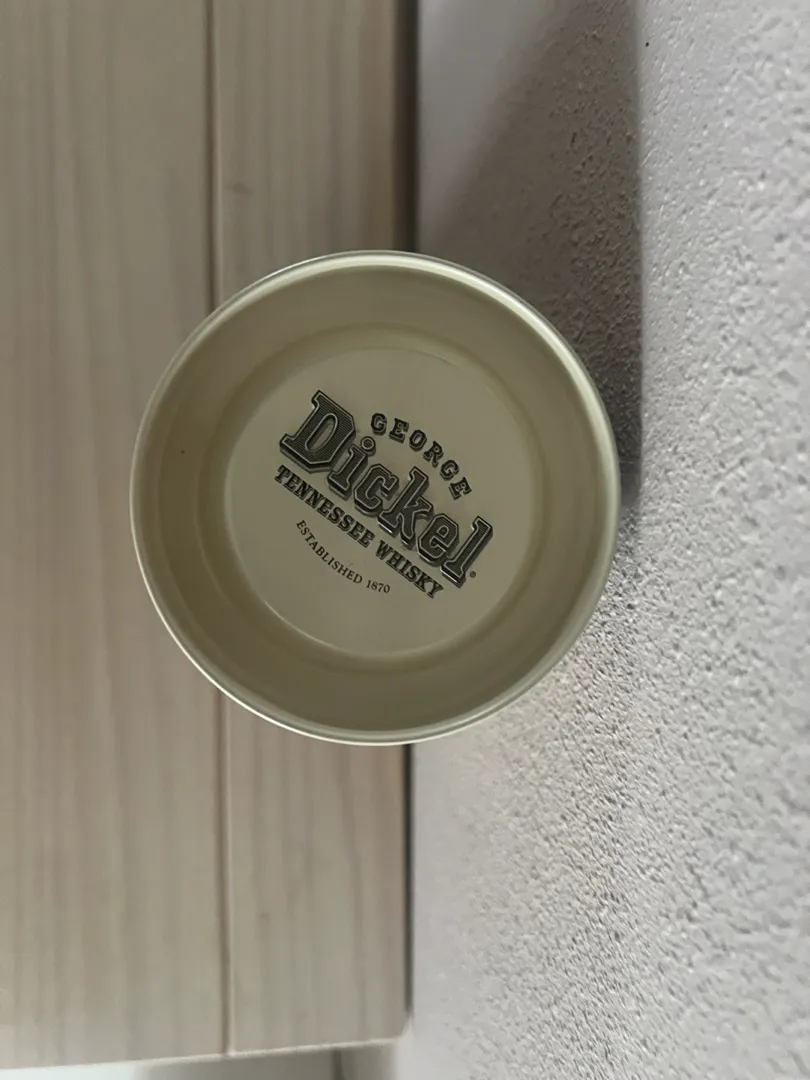 GEORGE
Dickel®
TENNESSEE WHISKY
ESTABLISHED 1870